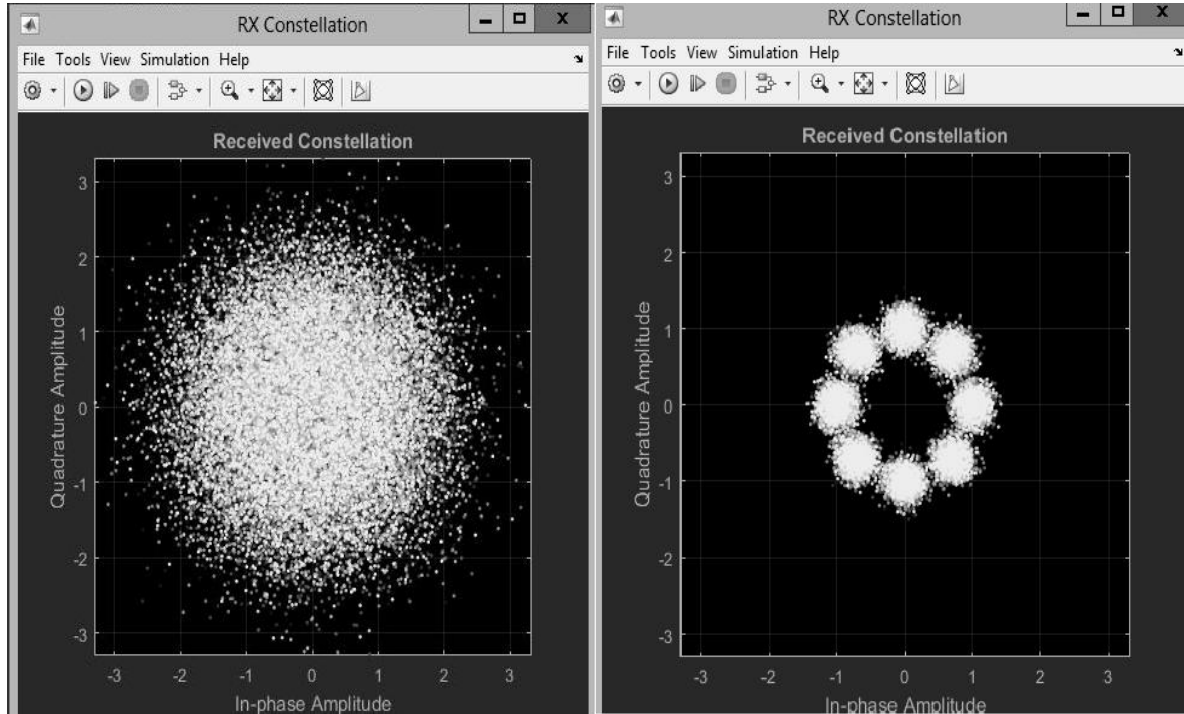 RX Constellation
File Tools View Simulation Help
Received Constellation
Quadrature Amplitude
3
2
1
0
-1
-2
-3
-3 -2 -1 0 1 2 3
In-phase Amplitude
RX Constellation
File Tools View Simulation Help
Received Constellation
Quadrature Amplitude
3
2
1
0
-1
-2
-3
-3 -2 -1 0 1 2 3
In-phase Amplitude